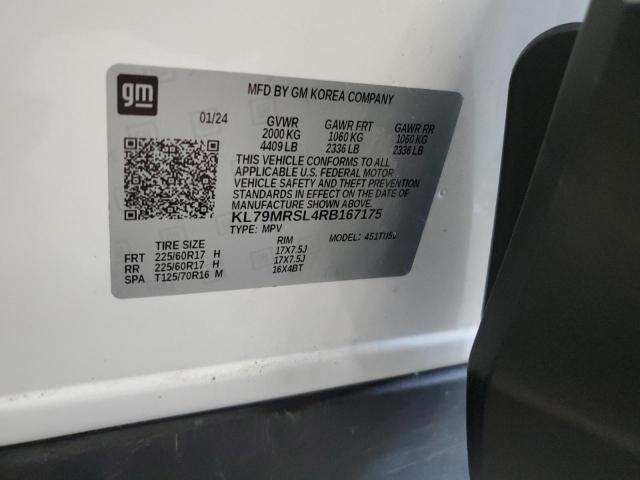 gm
MFD BY GM KOREA COMPANY
01/24 GVWR GAWR FRT GAWR RR
2000 KG 1060 KG 1060 KG
4409 LB 2336 LB 2336 LB
THIS VEHICLE CONFORMS TO ALL
APPLICABLE U.S. FEDERAL MOTOR
VEHICLE SAFETY AND THEFT PREVENTION
STANDARDS IN EFFECT ON THE DATE
OF MANUFACTURE SHOWN ABOVE.
KL79MRSL4RB167175
TYPE: MPV MODEL:
TIRE SIZE RIM
FRT 225/60R17 H 17X7.5J
RR 225/60R17 H 17X7.5J
SPA T125/70R16 M 16X4BT